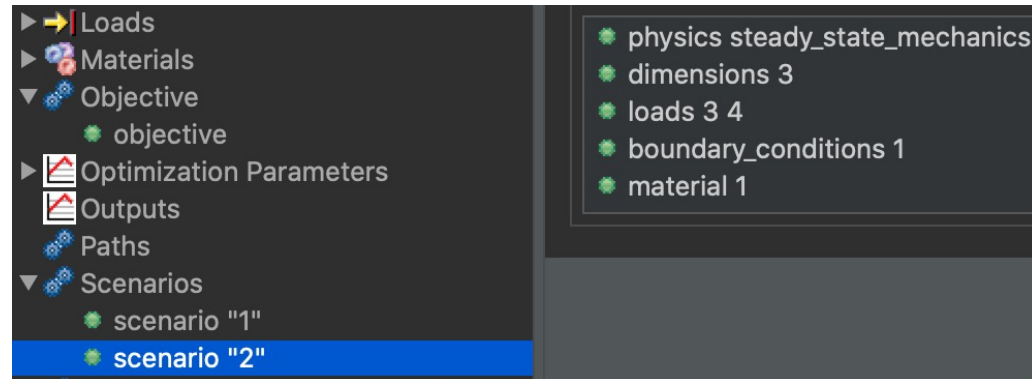 Loads
Materials
Objective
objective
Optimization Parameters
Outputs
Paths
Scenarios
scenario "1"
scenario "2"
physics steady_state_mechanics
dimensions 3
loads 3 4
boundary_conditions 1
material 1